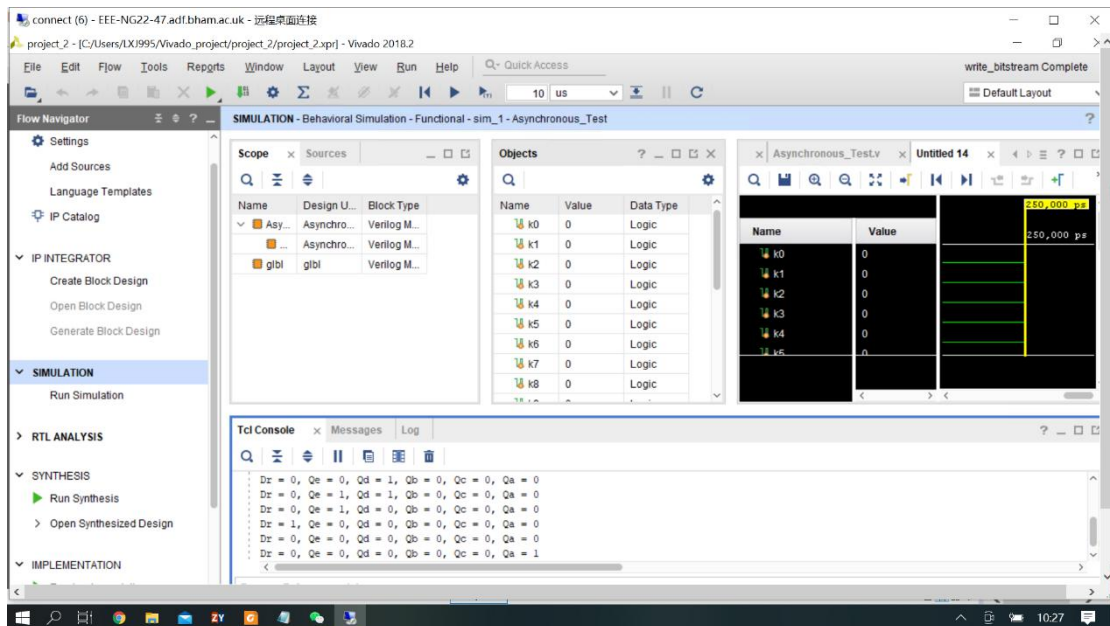 connect (6) - EEE-NG22-47.adf.bham.ac.uk - 远程桌面连接
project_2 - [C:/Users/LXJ995/Vivado_project/project_2/project_2.xpr] - Vivado 2018.2
File Edit Flow Tools Reports Window Layout View Run Help Q- Quick Access write_bitstream Complete
10 us Default Layout
Flow Navigator
SIMULATION - Behavioral Simulation - Functional - sim_1 - Asynchronous_Test
Settings
Add Sources
Language Templates
IP Catalog
IP INTEGRATOR
Create Block Design
Open Block Design
Generate Block Design
SIMULATION
Run Simulation
RTL ANALYSIS
SYNTHESIS
Run Synthesis
Open Synthesized Design
IMPLEMENTATION
Scope Sources
Name Design U... Block Type
Asy... Asynchro... Verilog M...
... Asynchro... Verilog M...
glbl glbl Verilog M...
Objects
Name Value Data Type
k0 0 Logic
k1 0 Logic
k2 0 Logic
k3 0 Logic
k4 0 Logic
k5 0 Logic
k6 0 Logic
k7 0 Logic
k8 0 Logic
Asynchronous_Test.v Untitled 14
250,000 ps
250,000 ps
Name Value
k0 0
k1 0
k2 0
k3 0
k4 0
k5 0
Tcl Console Messages Log
Dr = 0, Qe = 0, Qd = 1, Qb = 0, Qc = 0, Qa = 0
Dr = 0, Qe = 1, Qd = 1, Qb = 0, Qc = 0, Qa = 0
Dr = 0, Qe = 1, Qd = 0, Qb = 0, Qc = 0, Qa = 0
Dr = 1, Qe = 0, Qd = 0, Qb = 0, Qc = 0, Qa = 0
Dr = 0, Qe = 0, Qd = 0, Qb = 0, Qc = 0, Qa = 0
Dr = 0, Qe = 0, Qd = 0, Qb = 0, Qc = 0, Qa = 1
ZY
10:27